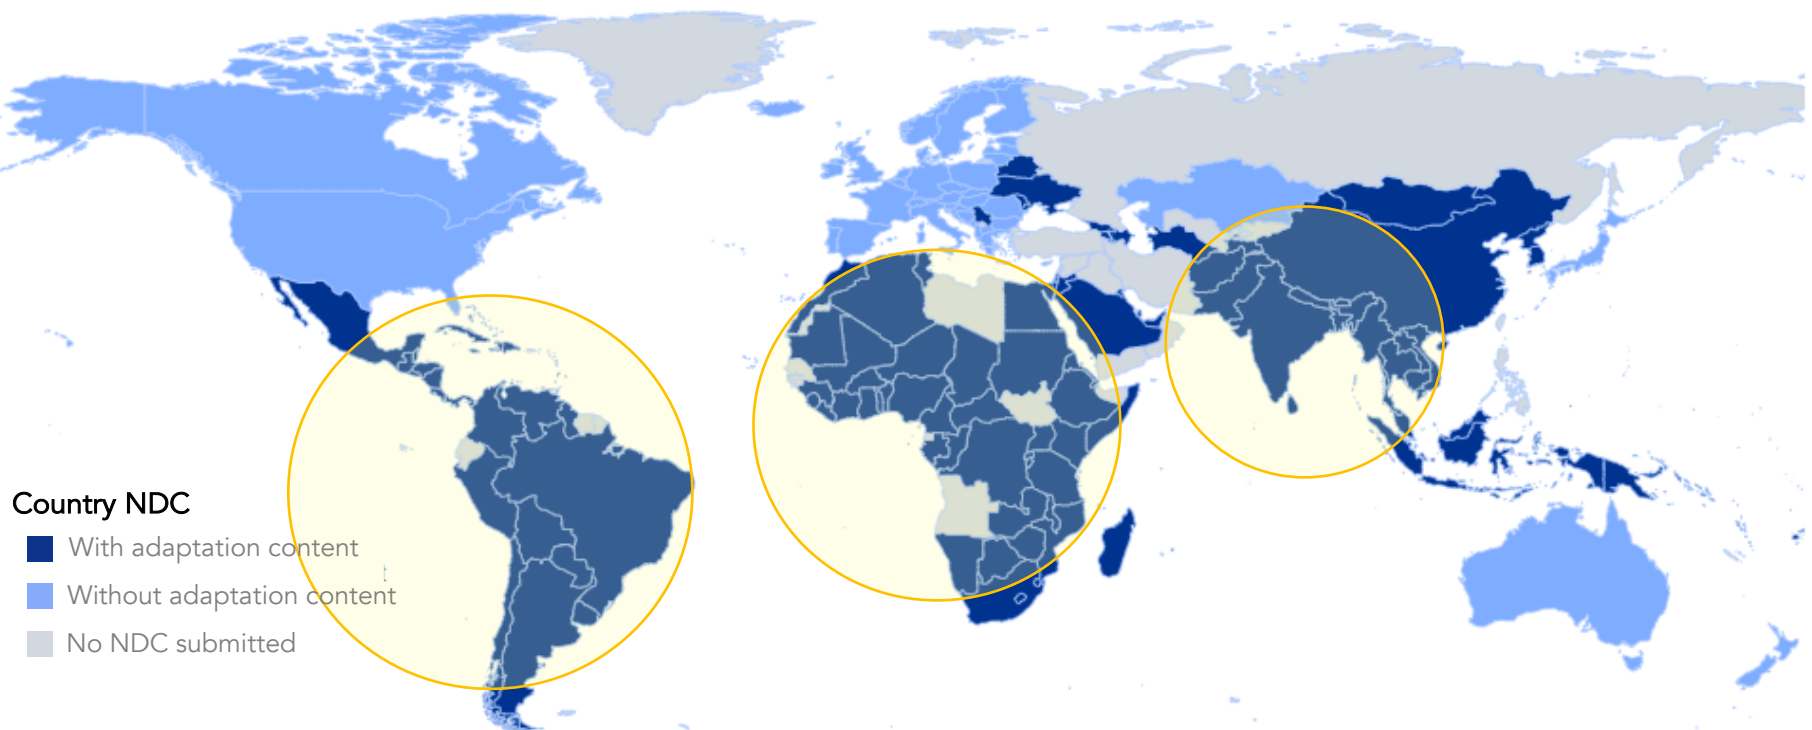 Country NDC
With adaptation content
Without adaptation content
No NDC submitted